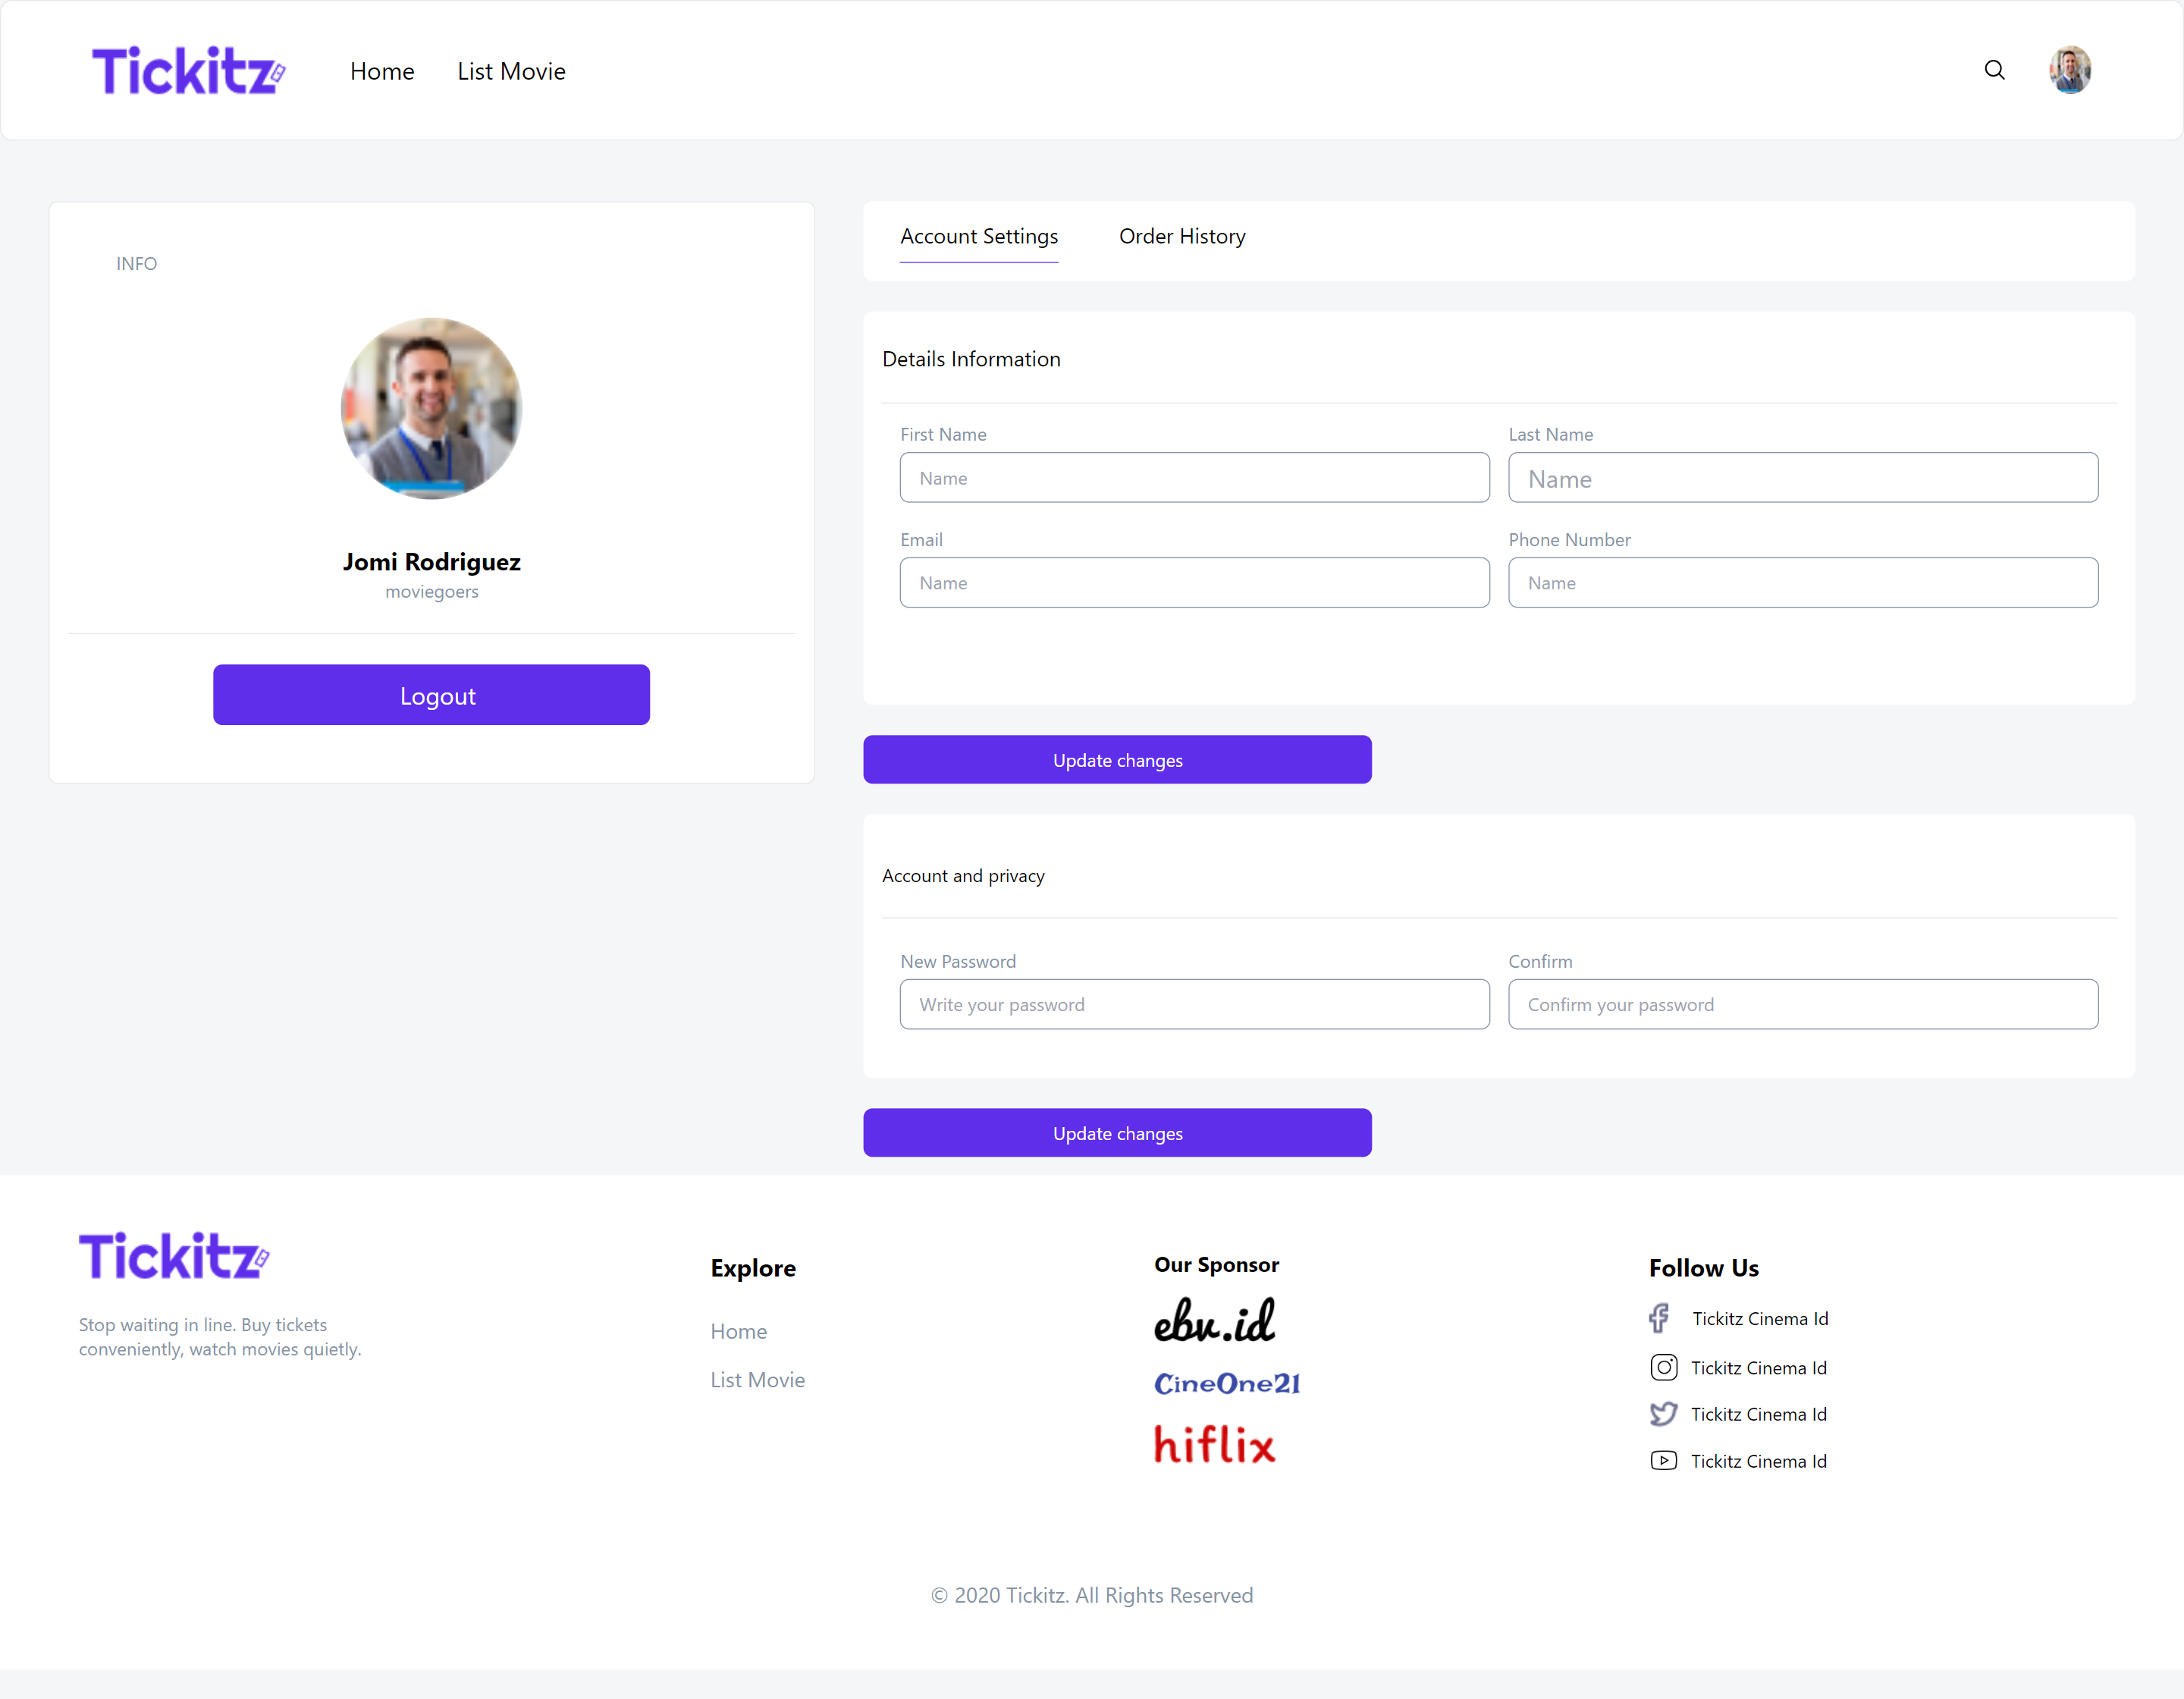 Tickitz
Home
List Movie
INFO
Jomi Rodriguez
moviegoers
Logout
Account Settings
Order History
Details Information
First Name
Last Name
Name
Name
Email
Phone Number
Name
Name
Update changes
Account and privacy
New Password
Confirm
Write your password
Confirm your password
Update changes
Tickitz
Stop waiting in line. Buy tickets
conveniently, watch movies quietly.
Explore
Home
List Movie
Our Sponsor
ebv.id
CineOne21
hiflix
Follow Us
Tickitz Cinema Id
Tickitz Cinema Id
Tickitz Cinema Id
Tickitz Cinema Id
© 2020 Tickitz. All Rights Reserved